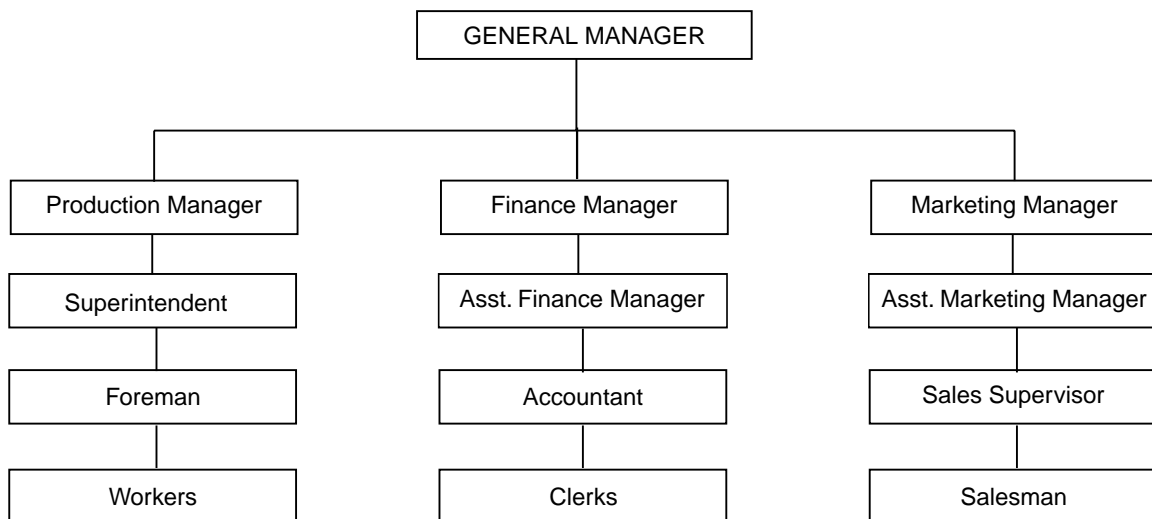 GENERAL MANAGER
Production Manager
Finance Manager
Marketing Manager
Superintendent
Asst. Finance Manager
Asst. Marketing Manager
Foreman
Accountant
Sales Supervisor
Workers
Clerks
Salesman